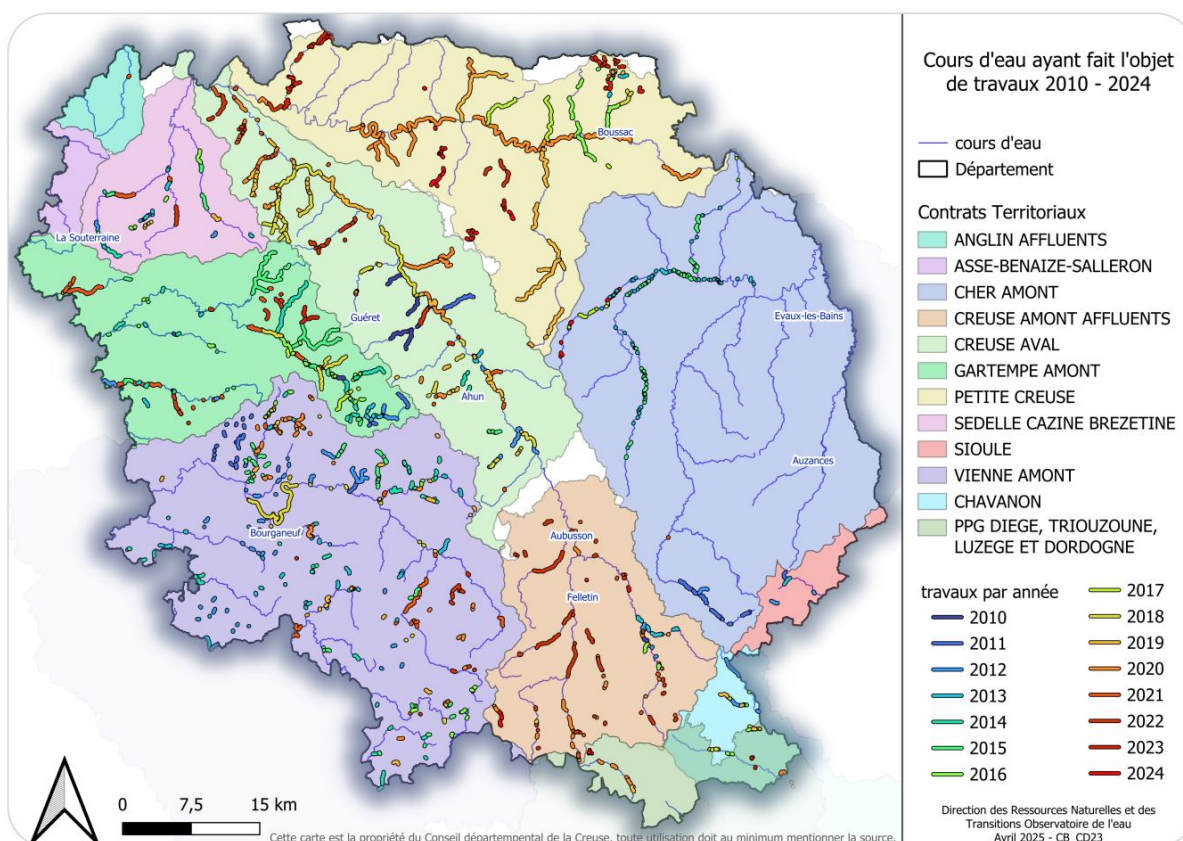 Cours d'eau ayant fait l'objet
de travaux 2010 - 2024
cours d'eau
Département
Contrats Territoriaux
ANGLIN AFFLUENTS
ASSE-BENAIZE-SALLERON
CHER AMONT
CREUSE AMONT AFFLUENTS
CREUSE AVAL
GARTEMPE AMONT
PETITE CREUSE
SEDELLE CAZINE BREZETINE
SIOULE
VIENNE AMONT
CHAVANON
PPG DIEGE, TRIOUZOUNE,
LUZEGE ET DORDOGNE
travaux par année
2010
2011
2012
2013
2014
2015
2016
2017
2018
2019
2020
2021
2022
2023
2024
Direction des Ressources Naturelles et des
Transitions Observatoire de l'eau
Avril 2025 - CB_CD23
Boussac
La Souterraine
Guéret
Evaux-les-Bains
Ahun
Auzances
Bourganeuf
Aubusson
Felletin
0 7,5 15 km
Cette carte est la propriété du Conseil départempental de la Creuse, toute utilisation doit au minimum mentionner la source.